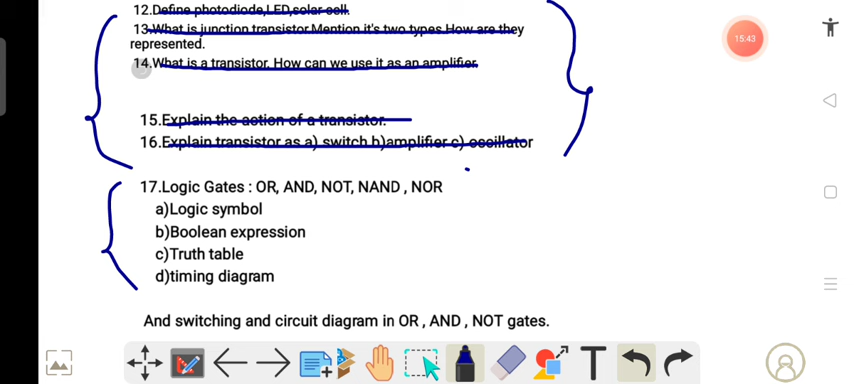 12.Define photodiode,LED,solar cell.
15:43
13.What is junction transistor.Mention it's two types.How are they
represented.
14.What is a transistor. How can we use it as an amplifier.
15.Explain the action of a transistor.
16.Explain transistor as a) switch b)amplifier c) oscillator
17.Logic Gates : OR, AND, NOT, NAND , NOR
a)Logic symbol
b)Boolean expression
c)Truth table
d)timing diagram
And switching and circuit diagram in OR , AND , NOT gates.
T